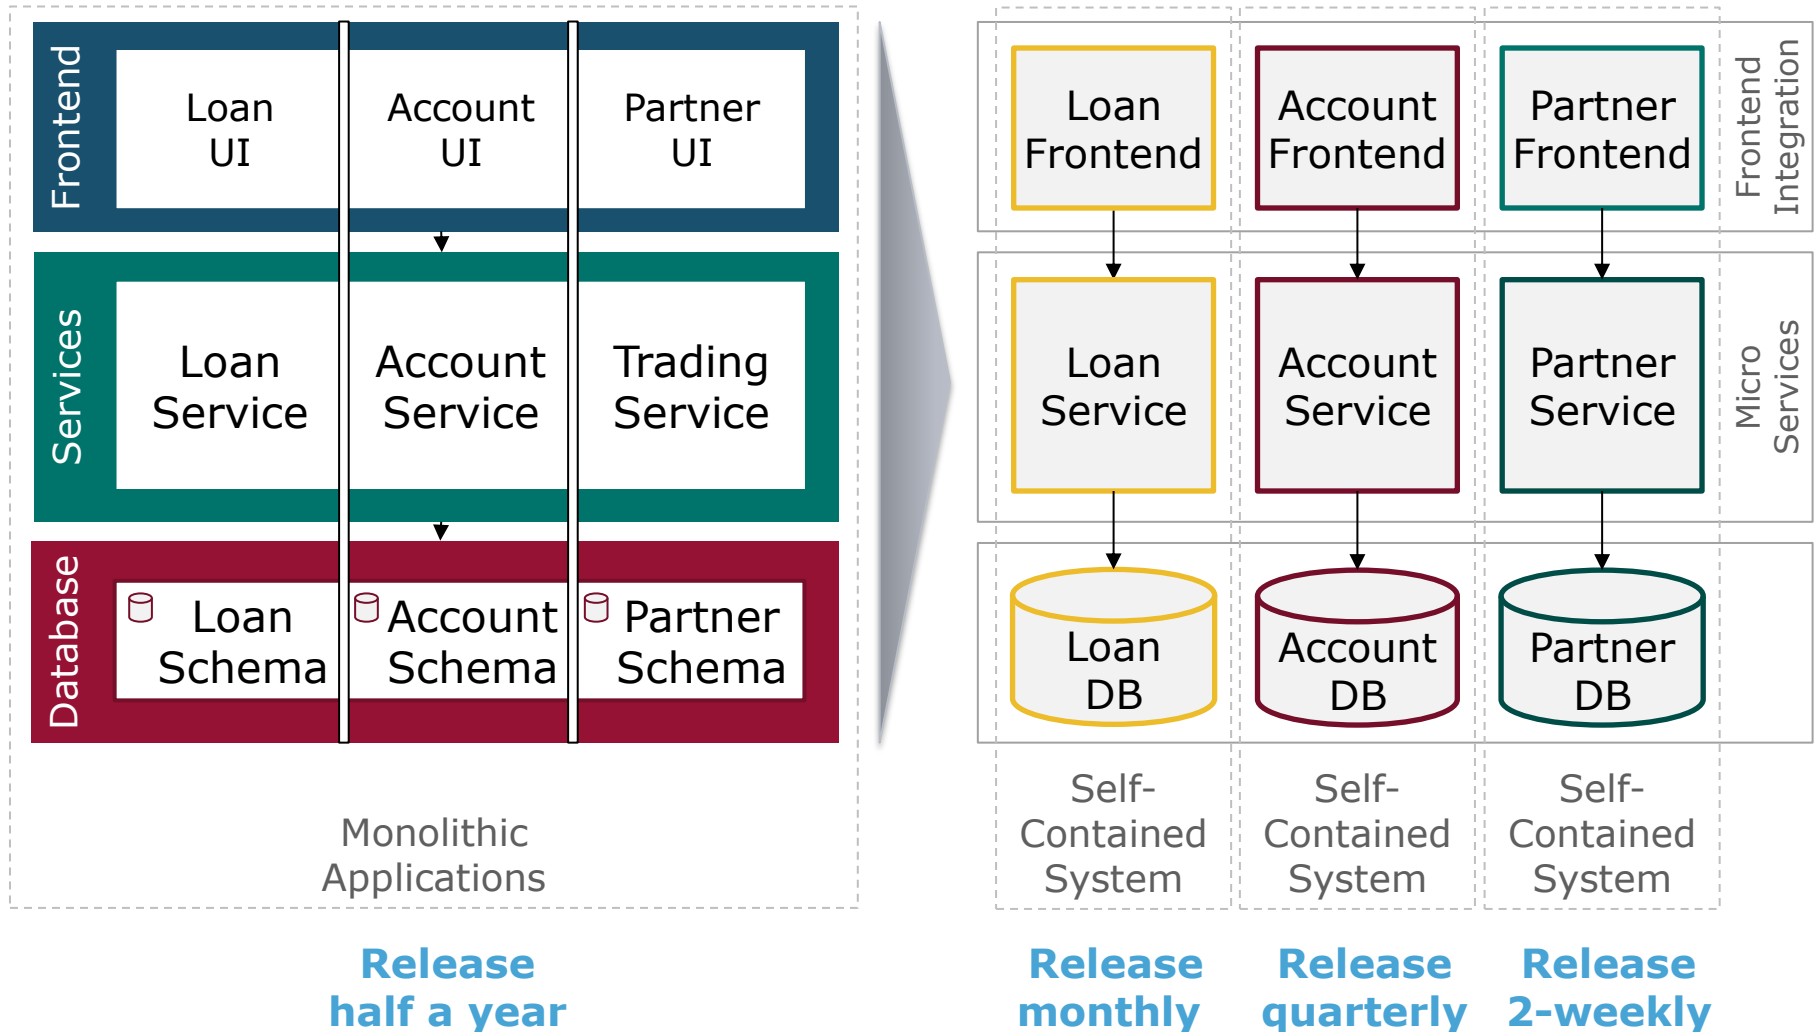 Frontend
Loan
UI
Account
UI
Partner
UI
Services
Loan
Service
Account
Service
Trading
Service
Database
Loan
Schema
Account
Schema
Partner
Schema
Monolithic
Applications
Release
half a year
Loan
Frontend
Account
Frontend
Partner
Frontend
Frontend
Integration
Loan
Service
Account
Service
Partner
Service
Micro
Services
Loan
DB
Account
DB
Partner
DB
Self-
Contained
System
Self-
Contained
System
Self-
Contained
System
Release
monthly
Release
quarterly
Release
2-weekly